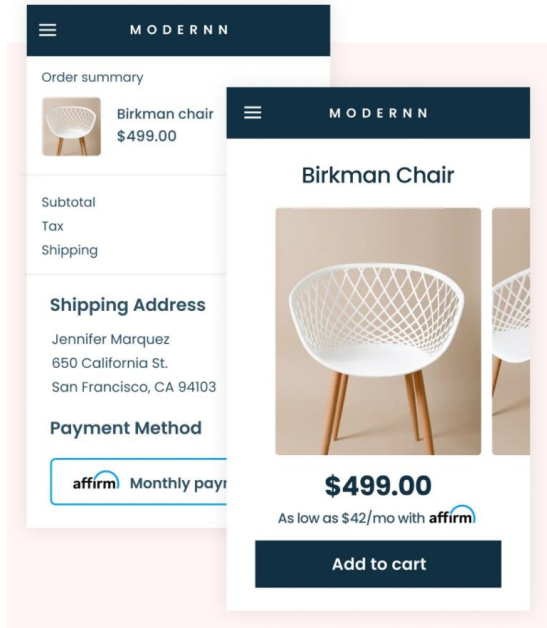 MODERNN
Order summary
Birkman chair
$499.00
Subtotal
Tax
Shipping
Shipping Address
Jennifer Marquez
650 California St.
San Francisco, CA 94103
Payment Method
affirm Monthly
MODERNN
Birkman Chair
$499.00
As low as $42/mo with affirm
Add to cart